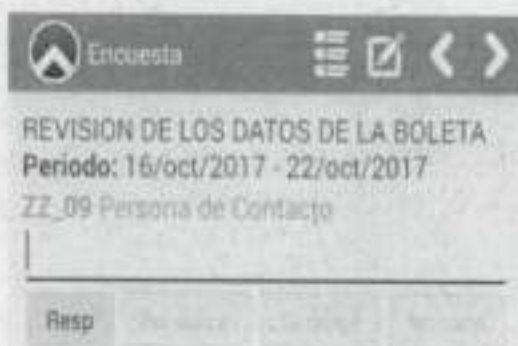 Encuesta
REVISION DE LOS DATOS DE LA BOLETA
Periodo: 16/oct/2017 - 22/oct/2017
ZZ_09 Persona de Contacto
Resp